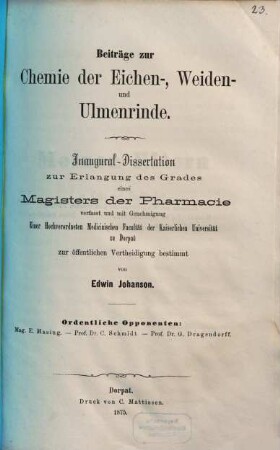 23.
Beiträge zur
Chemie der Eichen-, Weiden-
und
Ulmenrinde.
Inaugural-Dissertation
zur Erlangung des Grades
eines
Magisters der Pharmacie
verfasst und mit Genehmigung
Einer Hochverordneten Medicinischen Facultät der Kaiserlichen Universität
zu Dorpat
zur öffentlichen Vertheidigung bestimmt
von
Edwin Johanson.
Ordentliche Opponenten:
Mag. E. Masing. — Prof. Dr. C. Schmidt. — Prof. Dr. G. Dragendorff.
Dorpat.
Druck von C. Mattiesen.
1875.